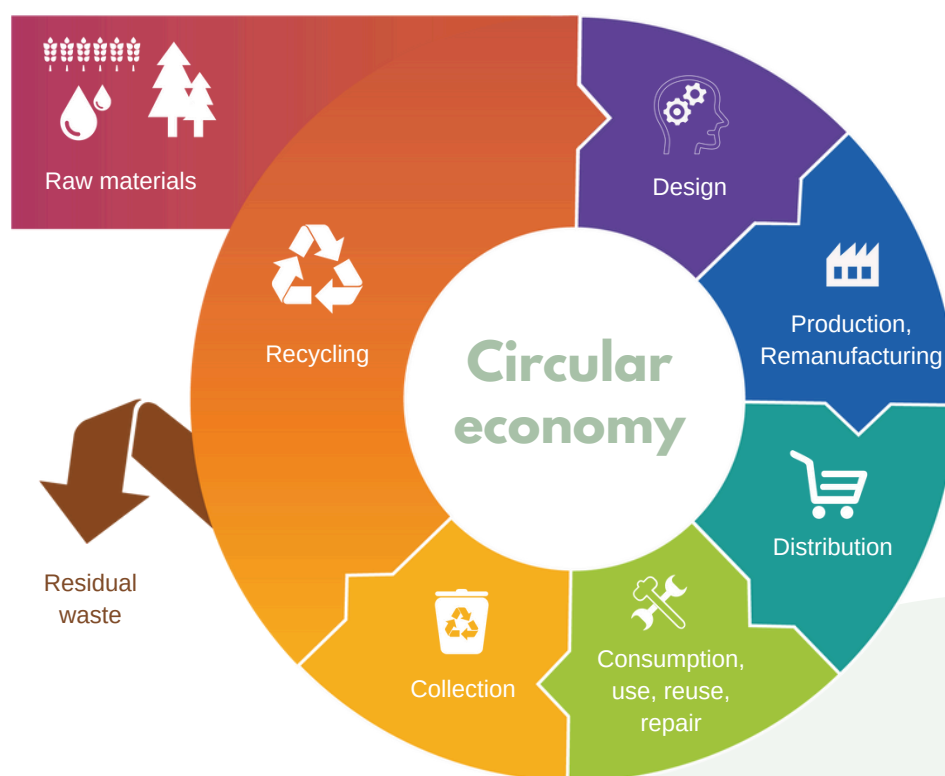 Raw materials
Design
Production,
Remanufacturing
Distribution
Consumption,
use, reuse,
repair
Collection
Recycling
Residual
waste
Circular
economy